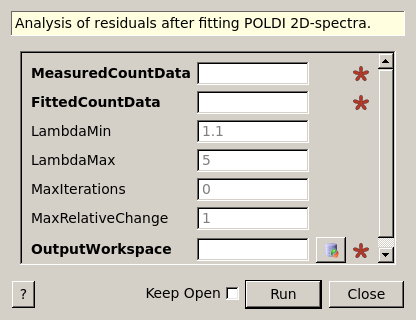 Analysis of residuals after fitting POLDI 2D-spectra.
MeasuredCountData
FittedCountData
LambdaMin 1.1
LambdaMax 5
MaxIterations 0
MaxRelativeChange 1
OutputWorkspace
? Keep Open Run Close